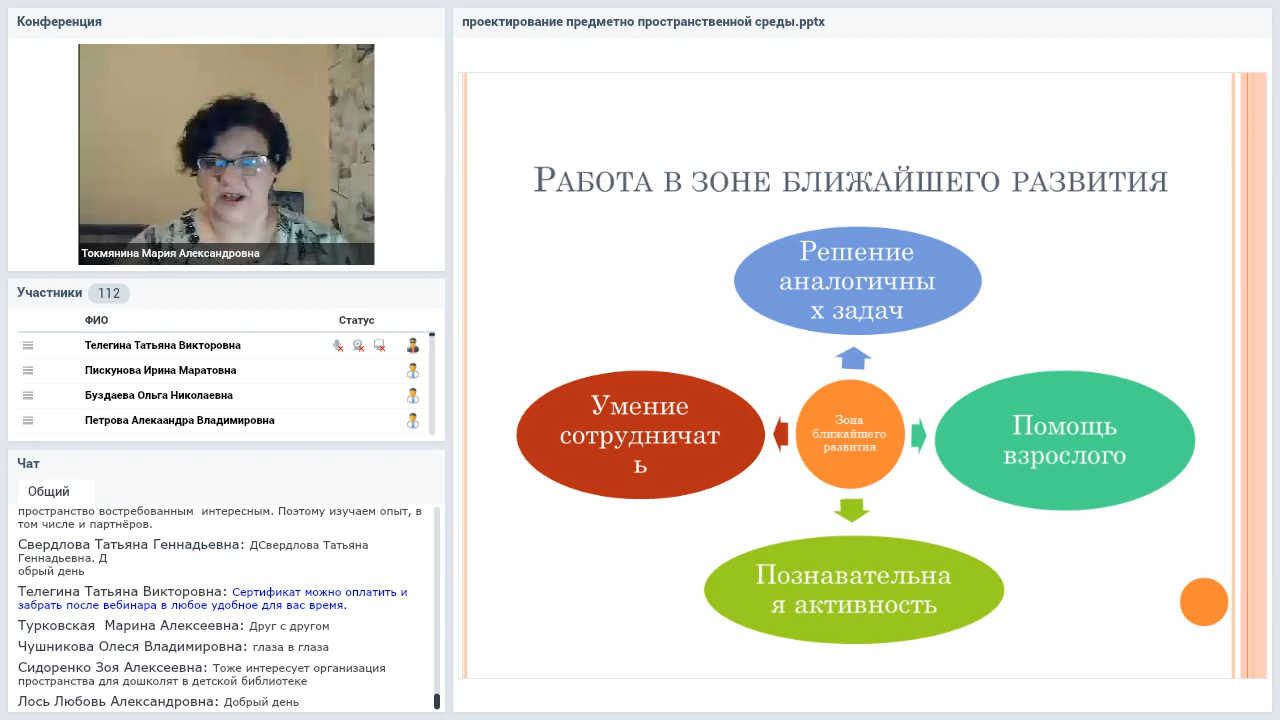 Конференция
Токмянина Мария Александровна
Участники 112
ФИО Статус
Телегина Татьяна Викторовна
Пискунова Ирина Маратовна
Буздаева Ольга Николаевна
Петрова Алекаандра Владимировна
Чат
Общий
пространство востребованным интересным. Поэтому изучаем опыт, в
том числе и партнёров.
Свердлова Татьяна Геннадьевна: ДСвердлова Татьяна
Геннадьевна. Д
обрый день
Телегина Татьяна Викторовна: Сертификат можно оплатить и
забрать после вебинара в любое удобное для вас время.
Турковская Марина Алексеевна: Друг с другом
Чушникова Олеся Владимировна: глаза в глаза
Сидоренко Зоя Алексеевна: Тоже интересует организация
пространства для дошколят в детской библиотеке
Лось Любовь Александровна: Добрый день
проектирование предметно пространственной среды.pptx
Работа в зоне ближайшего развития
Решение
аналогичны
х задач
Умение
сотрудничат
ь
Зона
ближайшего
развития
Помощь
взрослого
Познавательна
я активность